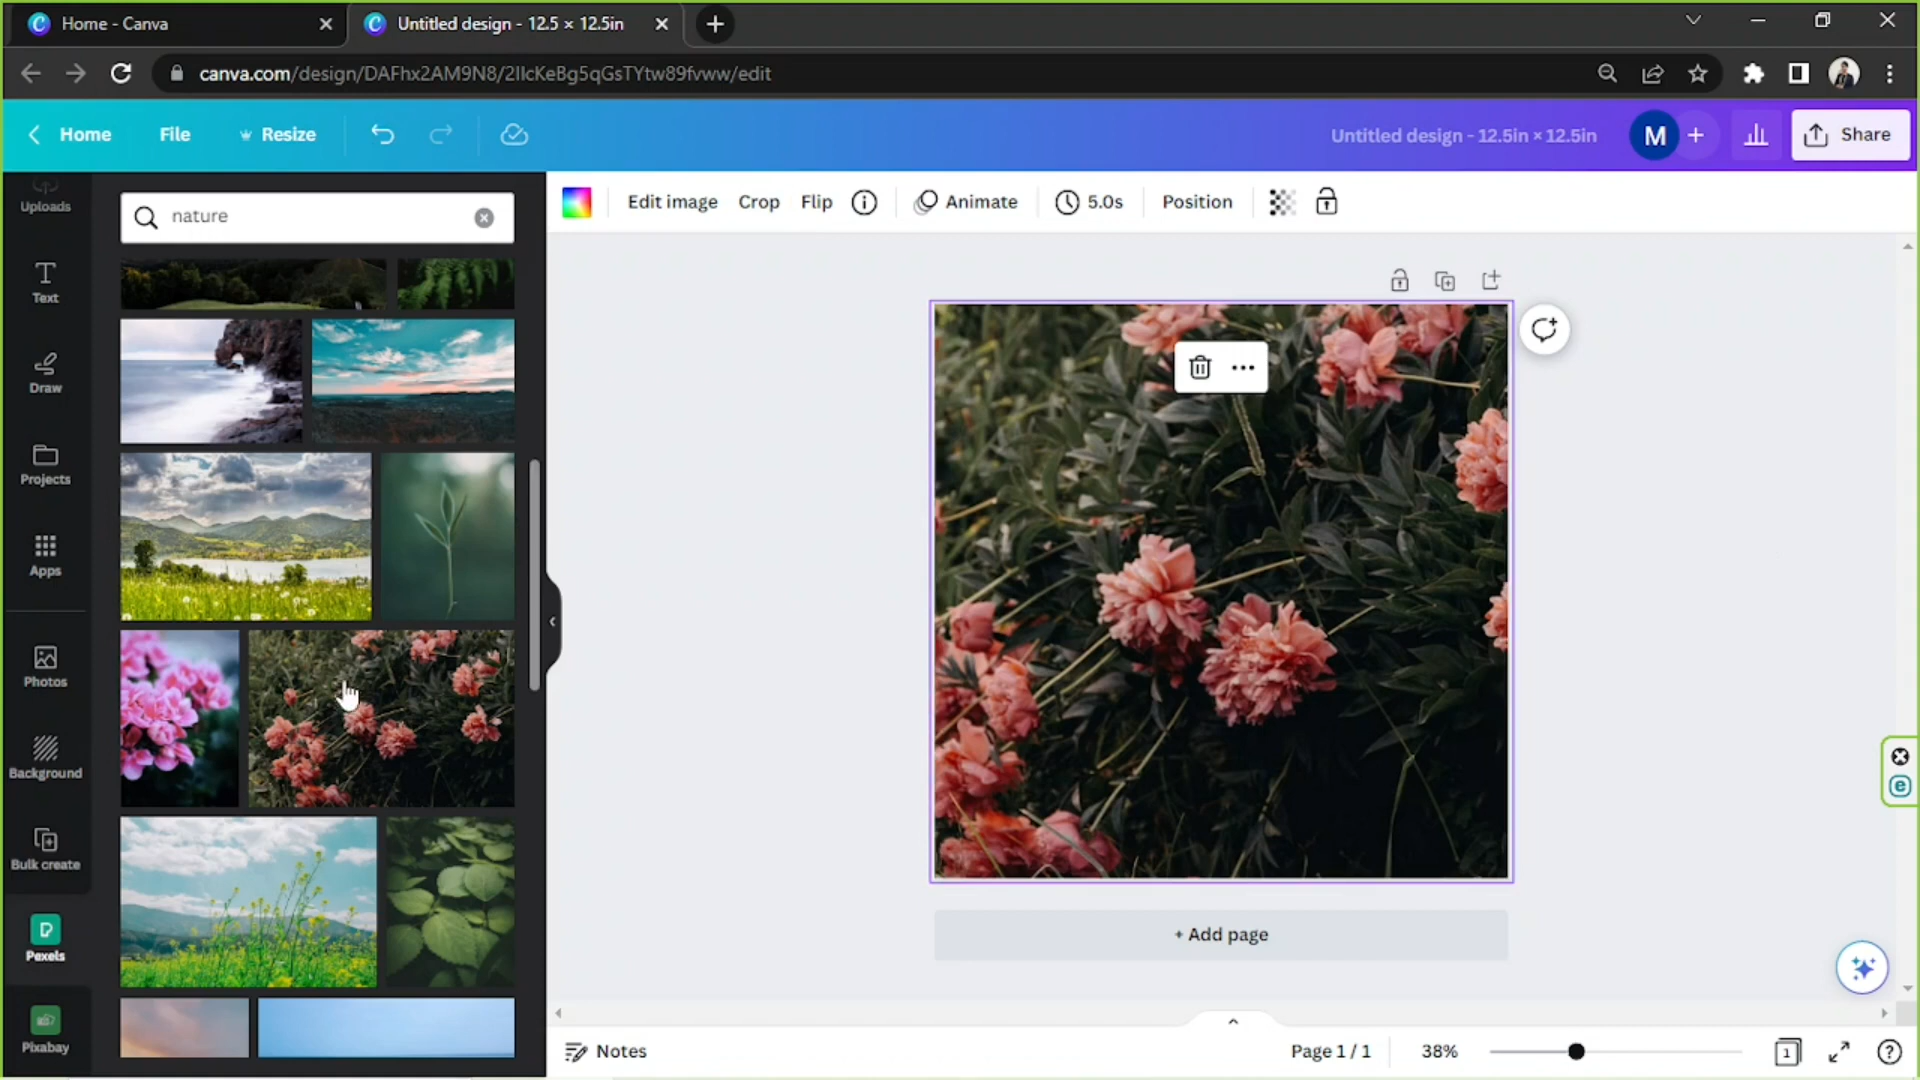 Home - Canva
Untitled design - 12.5 × 12.5in
canva.com/design/DAFhx2AM9N8/2IlcKeBg5qGsTYtw89fvww/edit
Home
File
Resize
Untitled design - 12.5in × 12.5in
M
Share
Uploads
nature
Edit image
Crop
Flip
Animate
5.0s
Position
Text
Draw
Projects
Apps
Photos
Background
Bulk create
Pexels
Pixabay
+ Add page
Notes
Page 1 / 1
38%
1